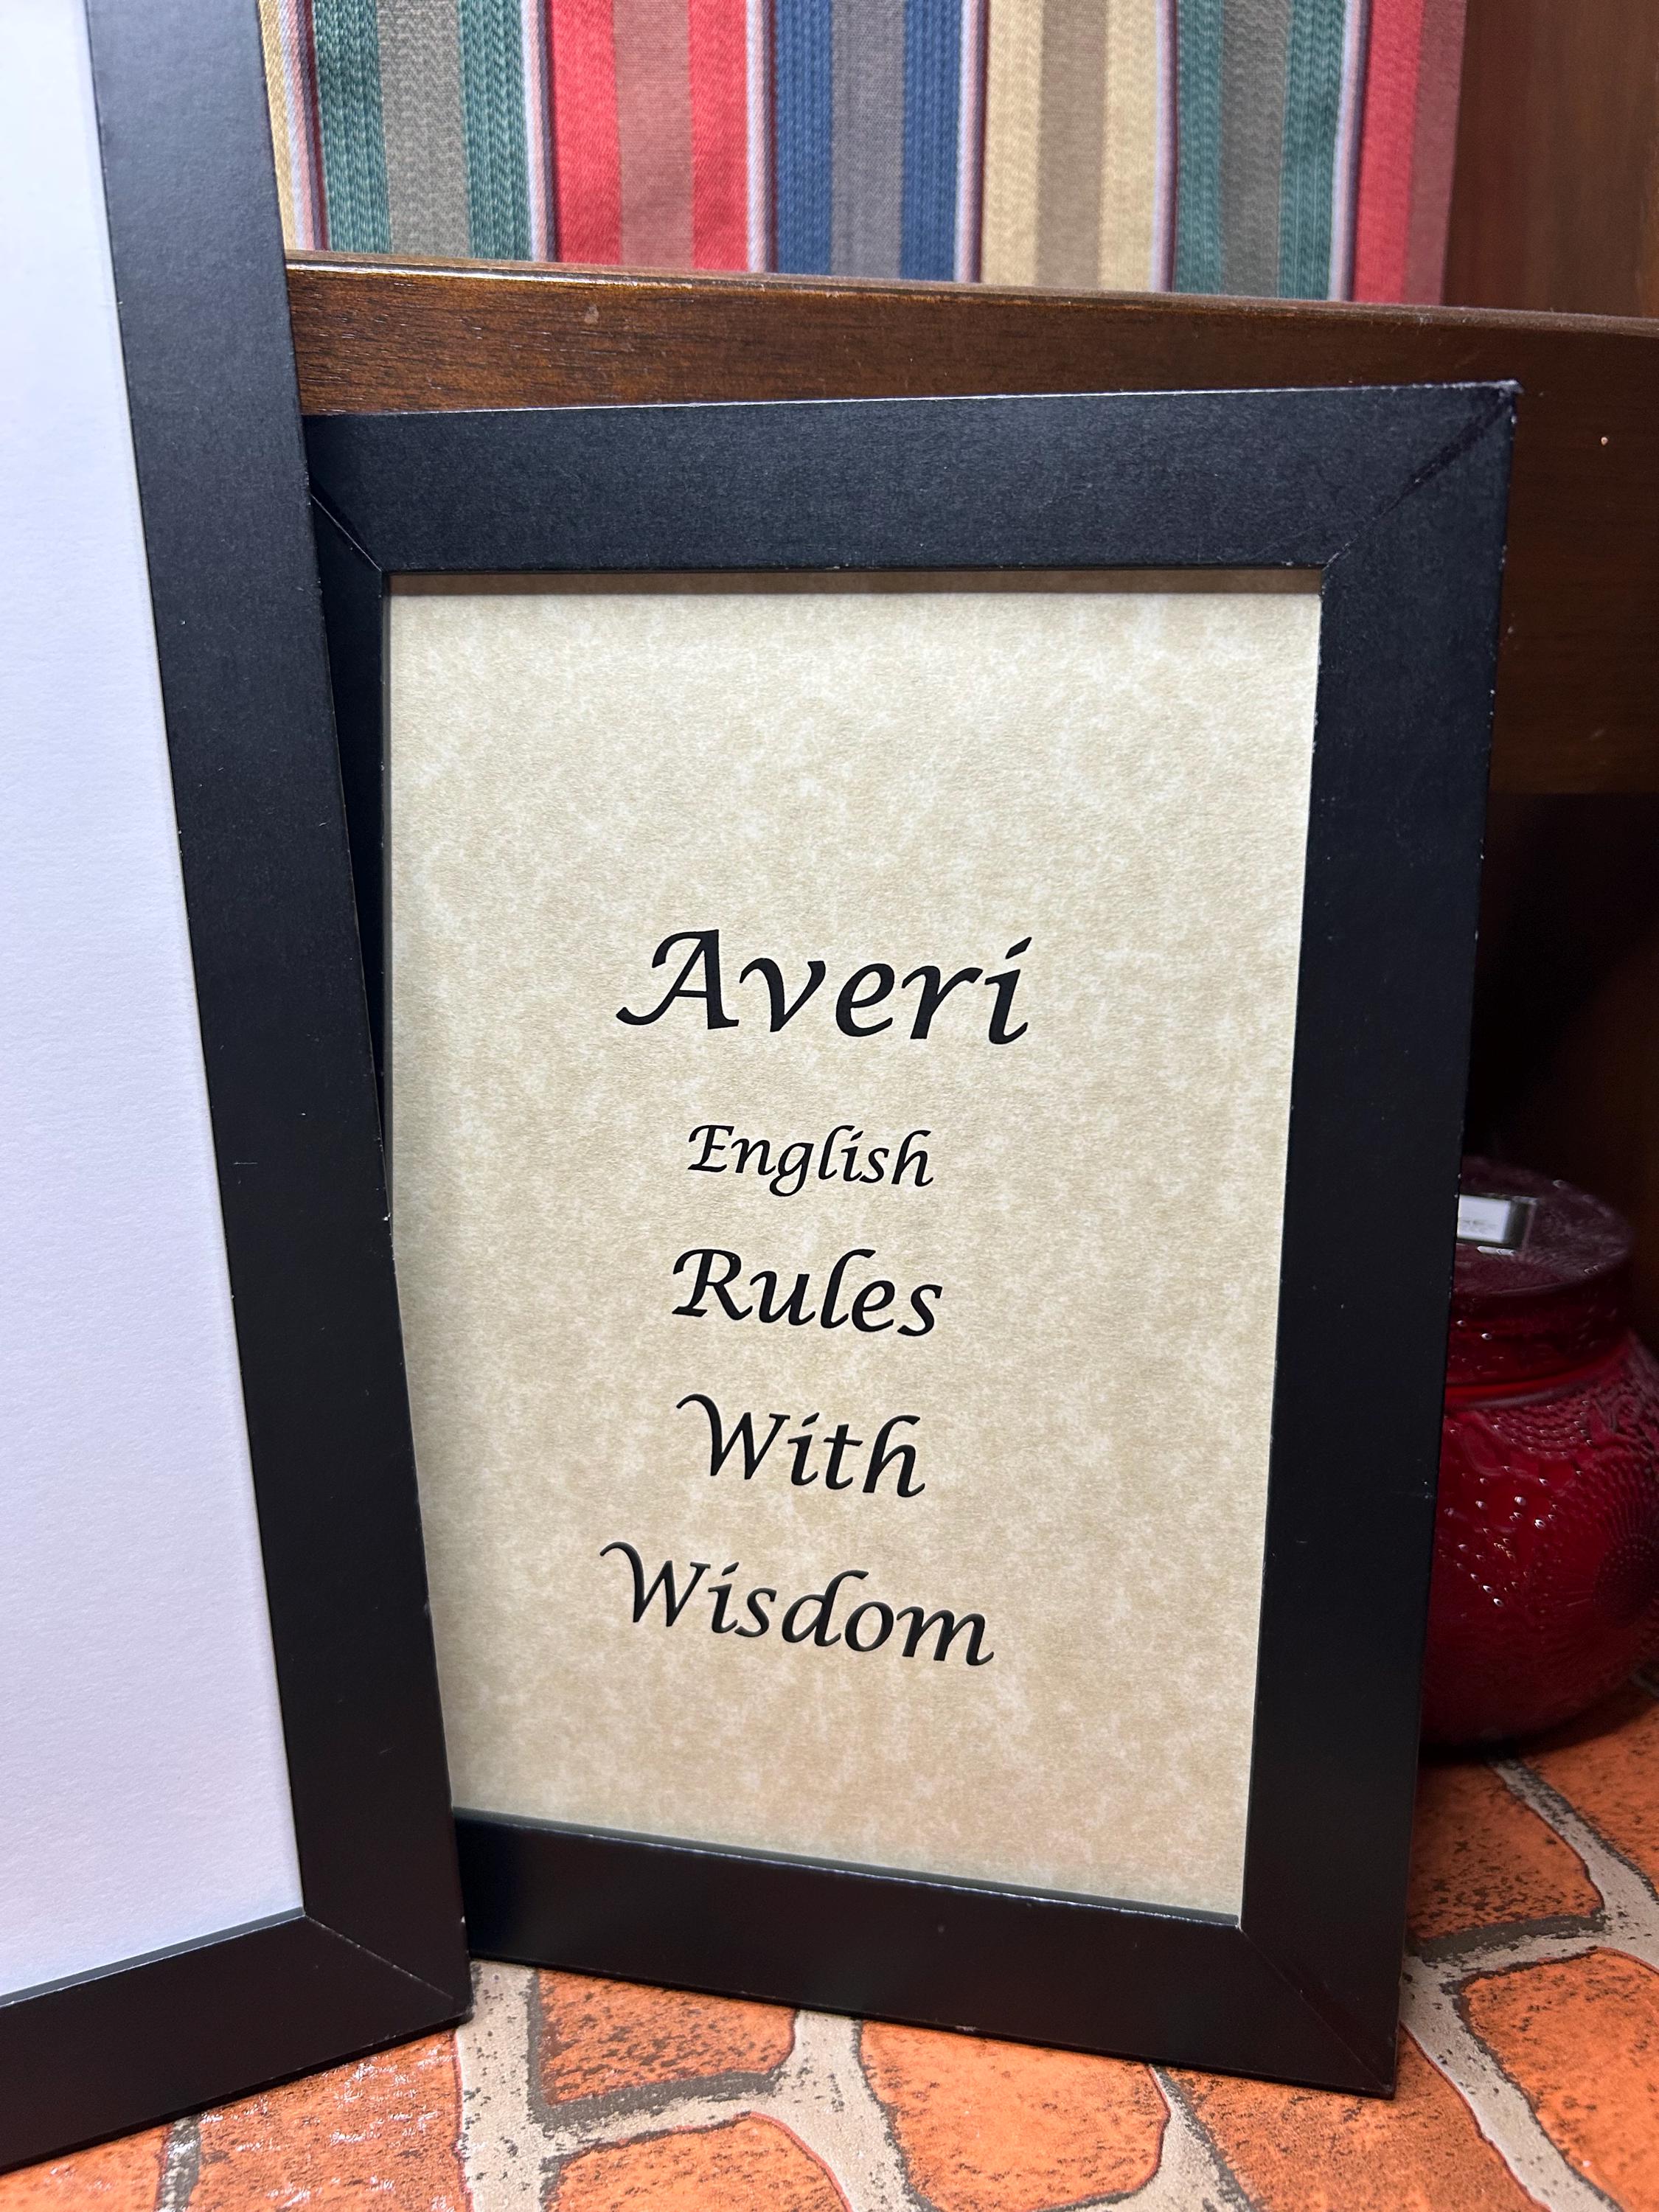 Averi
English
Rules
With
Wisdom